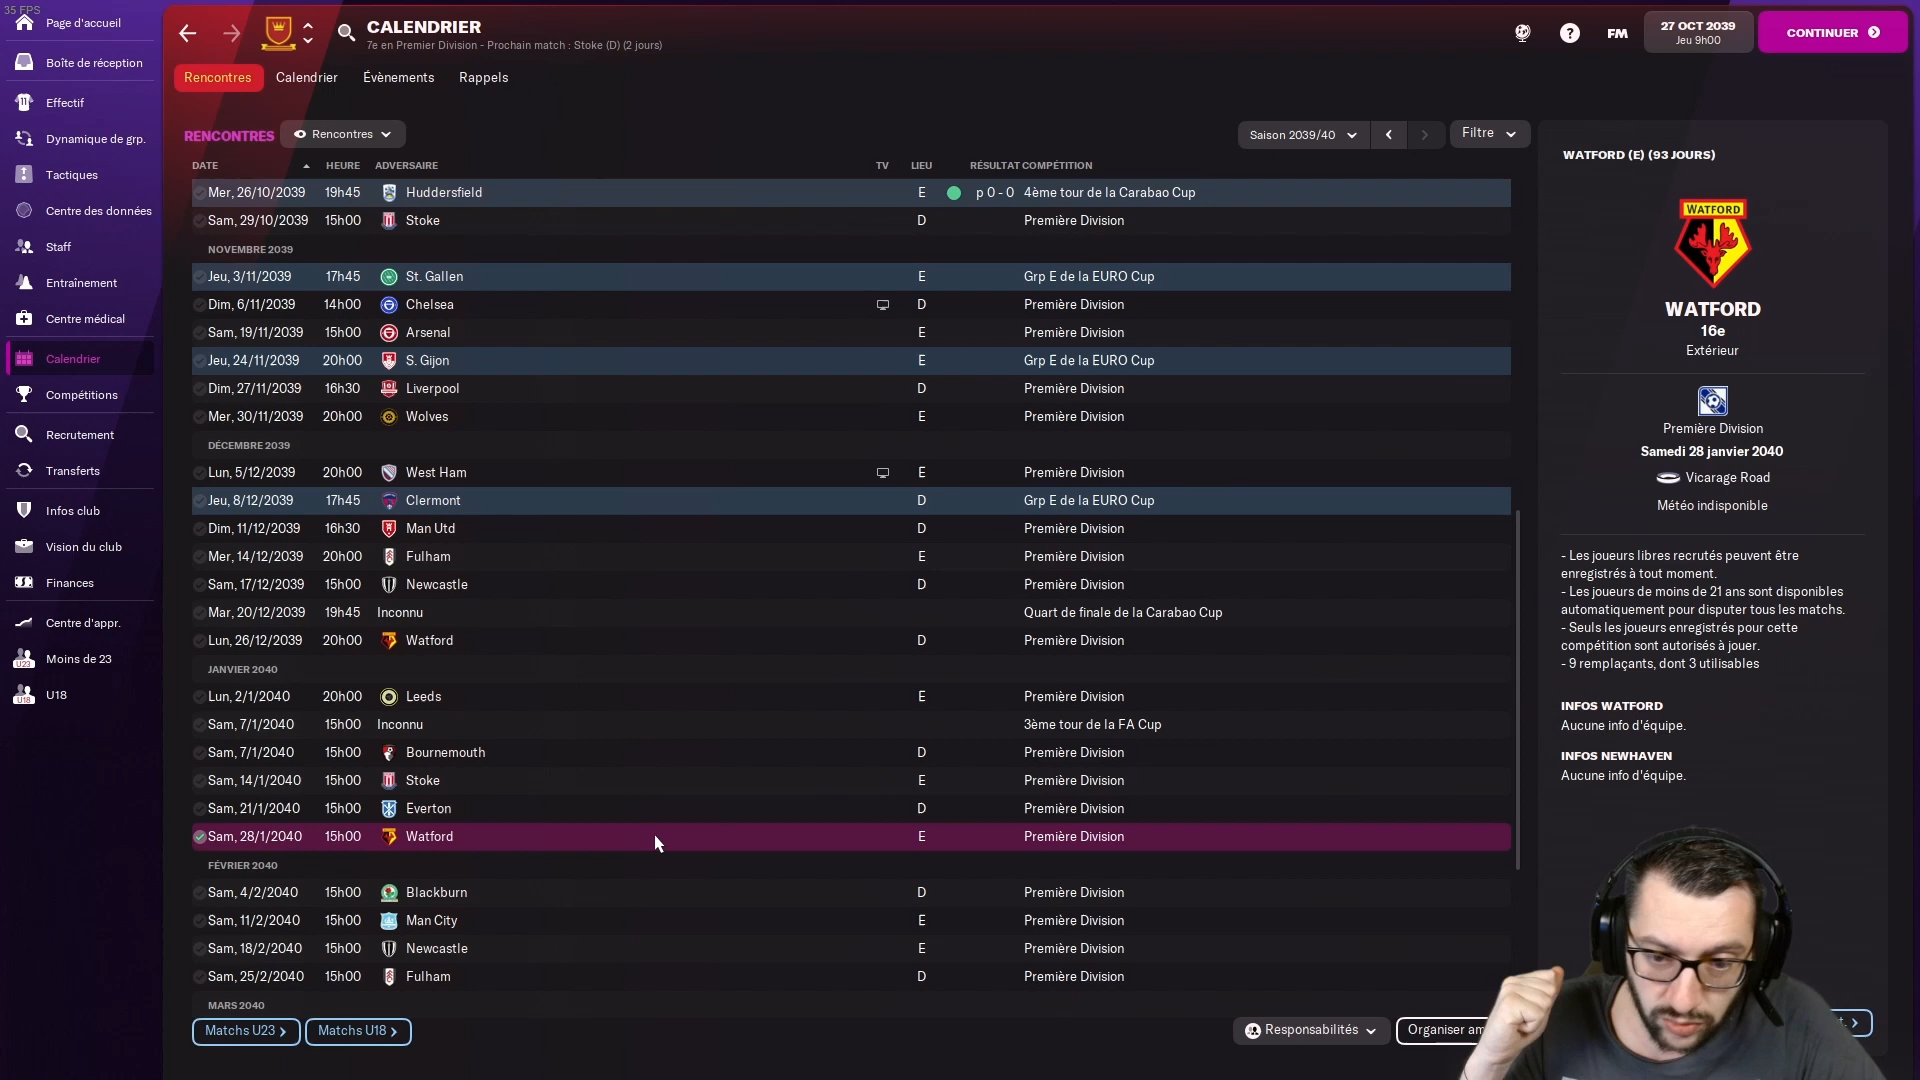 35 FPS
Page d'accueil
Boîte de réception
Effectif
Dynamique de grp.
Tactiques
Centre des données
Staff
Entraînement
Centre médical
Calendrier
Compétitions
Recrutement
Transferts
Infos club
Vision du club
Finances
Centre d'appr.
U23 Moins de 23
U18 U18
CALENDRIER
7e en Premier Division - Prochain match : Stoke (D) (2 jours)
FM
27 OCT 2039
Jeu 9h00
CONTINUER
Rencontres Calendrier Évènements Rappels
RENCONTRES Rencontres Saison 2039/40 Filtre
DATE HEURE ADVERSAIRE TV LIEU RÉSULTAT COMPÉTITION
Mer, 26/10/2039 19h45 Huddersfield E p 0 - 0 4ème tour de la Carabao Cup
Sam, 29/10/2039 15h00 Stoke D Première Division
NOVEMBRE 2039
Jeu, 3/11/2039 17h45 St. Gallen E Grp E de la EURO Cup
Dim, 6/11/2039 14h00 Chelsea D Première Division
Sam, 19/11/2039 15h00 Arsenal E Première Division
Jeu, 24/11/2039 20h00 S. Gijon E Grp E de la EURO Cup
Dim, 27/11/2039 16h30 Liverpool D Première Division
Mer, 30/11/2039 20h00 Wolves E Première Division
DÉCEMBRE 2039
Lun, 5/12/2039 20h00 West Ham E Première Division
Jeu, 8/12/2039 17h45 Clermont D Grp E de la EURO Cup
Dim, 11/12/2039 16h30 Man Utd D Première Division
Mer, 14/12/2039 20h00 Fulham E Première Division
Sam, 17/12/2039 15h00 Newcastle D Première Division
Mar, 20/12/2039 19h45 Inconnu Quart de finale de la Carabao Cup
Lun, 26/12/2039 20h00 Watford D Première Division
JANVIER 2040
Lun, 2/1/2040 20h00 Leeds E Première Division
Sam, 7/1/2040 15h00 Inconnu 3ème tour de la FA Cup
Sam, 7/1/2040 15h00 Bournemouth D Première Division
Sam, 14/1/2040 15h00 Stoke E Première Division
Sam, 21/1/2040 15h00 Everton D Première Division
Sam, 28/1/2040 15h00 Watford E Première Division
FÉVRIER 2040
Sam, 4/2/2040 15h00 Blackburn D Première Division
Sam, 11/2/2040 15h00 Man City E Première Division
Sam, 18/2/2040 15h00 Newcastle E Première Division
Sam, 25/2/2040 15h00 Fulham D Première Division
MARS 2040
Matchs U23 Matchs U18 Responsabilités Organiser
WATFORD (E) (93 JOURS)
WATFORD
WATFORD
16e
Extérieur
Première Division
Samedi 28 janvier 2040
Vicarage Road
Météo indisponible
- Les joueurs libres recrutés peuvent être
enregistrés à tout moment.
- Les joueurs de moins de 21 ans sont disponibles
automatiquement pour disputer tous les matchs.
- Seuls les joueurs enregistrés pour cette
compétition sont autorisés à jouer.
- 9 remplaçants, dont 3 utilisables
INFOS WATFORD
Aucune info d'équipe.
INFOS NEWHAVEN
Aucune info d'équipe.